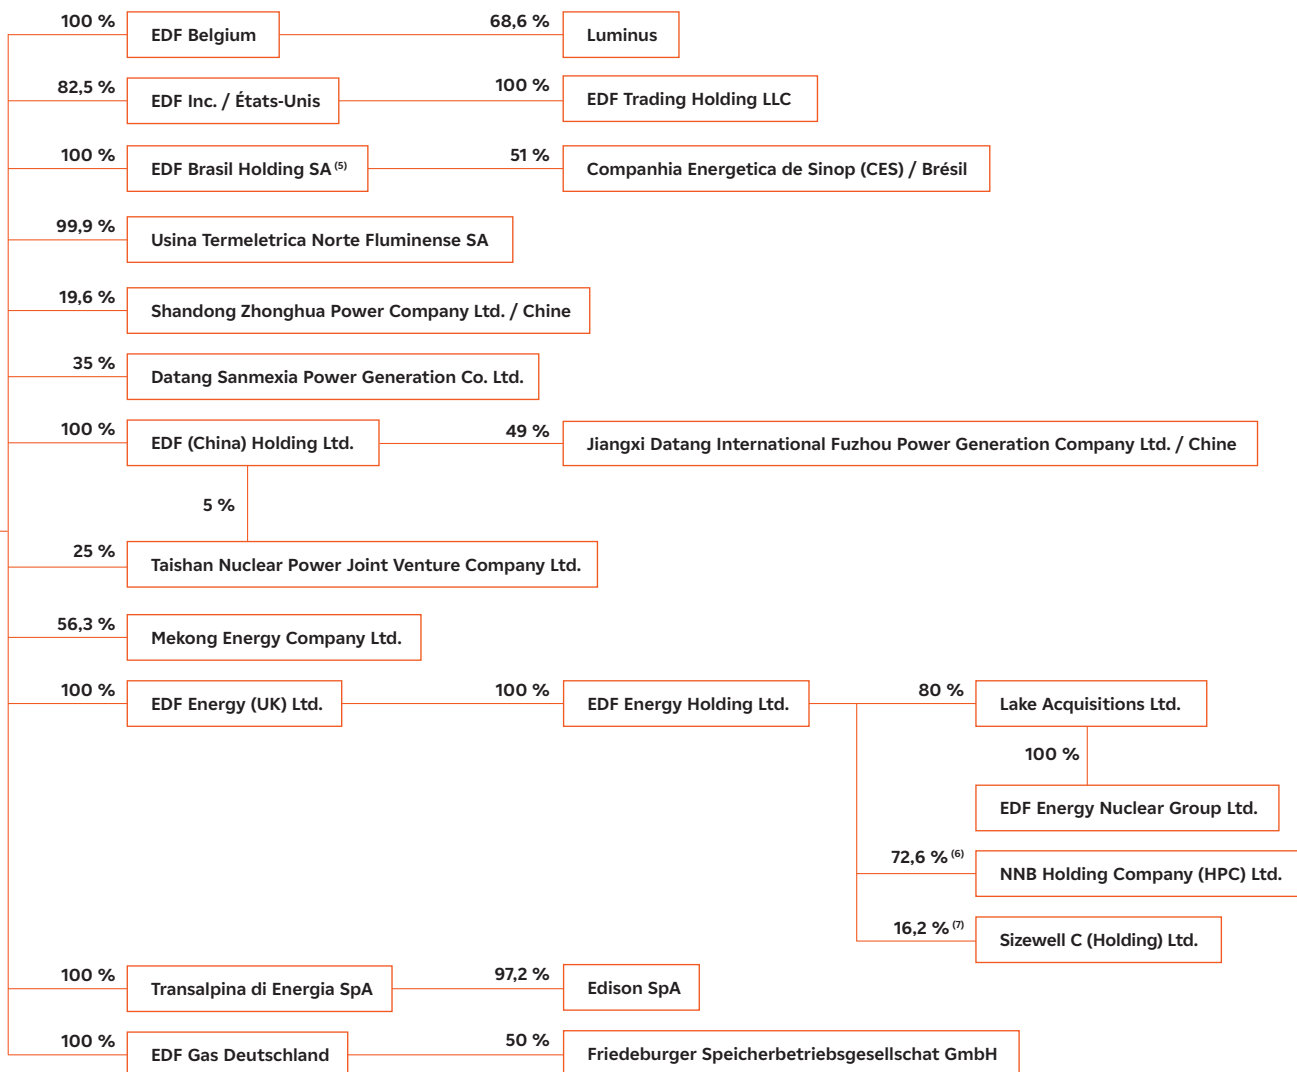 100 %
EDF Belgium
68,6 %
Luminus
82,5 %
EDF Inc. / États-Unis
100 %
EDF Trading Holding LLC
100 %
EDF Brasil Holding SA (5)
51 %
Companhia Energetica de Sinop (CES) / Brésil
99,9 %
Usina Termeletrica Norte Fluminense SA
19,6 %
Shandong Zhonghua Power Company Ltd. / Chine
35 %
Datang Sanmexia Power Generation Co. Ltd.
100 %
EDF (China) Holding Ltd.
49 %
Jiangxi Datang International Fuzhou Power Generation Company Ltd. / Chine
5 %
25 %
Taishan Nuclear Power Joint Venture Company Ltd.
56,3 %
Mekong Energy Company Ltd.
100 %
EDF Energy (UK) Ltd.
100 %
EDF Energy Holding Ltd.
80 %
Lake Acquisitions Ltd.
100 %
EDF Energy Nuclear Group Ltd.
72,6 % (6)
NNB Holding Company (HPC) Ltd.
16,2 % (7)
Sizewell C (Holding) Ltd.
100 %
Transalpina di Energia SpA
97,2 %
Edison SpA
100 %
EDF Gas Deutschland
50 %
Friedeburger Speicherbetriebsgesellschat GmbH